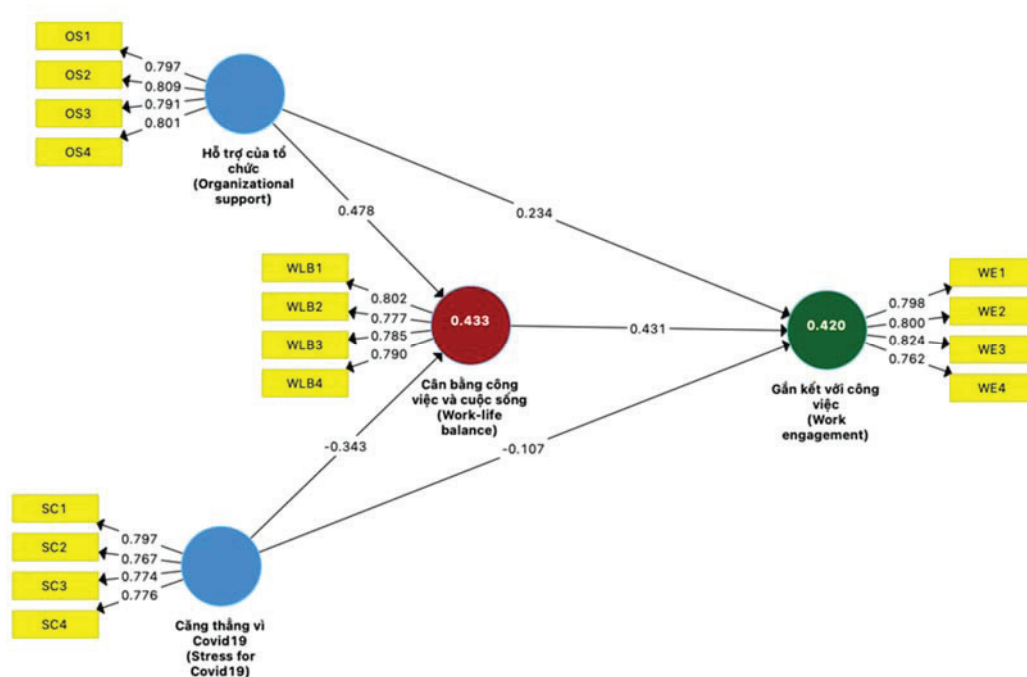 OS1
OS2
OS3
OS4
0.797
0.809
0.791
0.801
Hỗ trợ của tổ
chức
(Organizational
support)
0.478
0.234
WLB1
WLB2
WLB3
WLB4
0.802
0.777
0.785
0.790
0.433
Cân bằng công
việc và cuộc sống
(Work-life
balance)
0.431
0.420
WE1
WE2
WE3
WE4
0.798
0.800
0.824
0.762
Gắn kết với công
việc
(Work
engagement)
-0.343
-0.107
SC1
SC2
SC3
SC4
0.797
0.767
0.774
0.776
Căng thẳng vì
Covid19
(Stress for
Covid19)